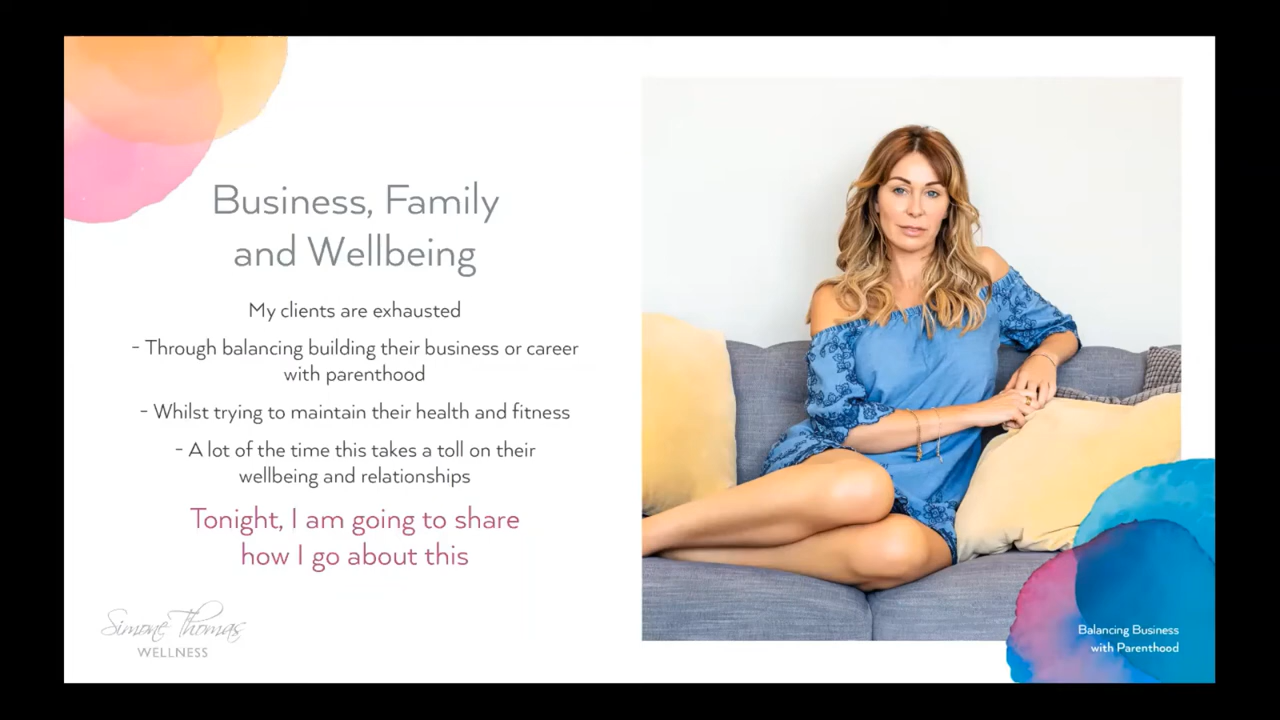 Business, Family
and Wellbeing
My clients are exhausted
- Through balancing building their business or career
with parenthood
- Whilst trying to maintain their health and fitness
- A lot of the time this takes a toll on their
wellbeing and relationships
Tonight, I am going to share
how I go about this
Simone Thomas
WELLNESS
Balancing Business
with Parenthood